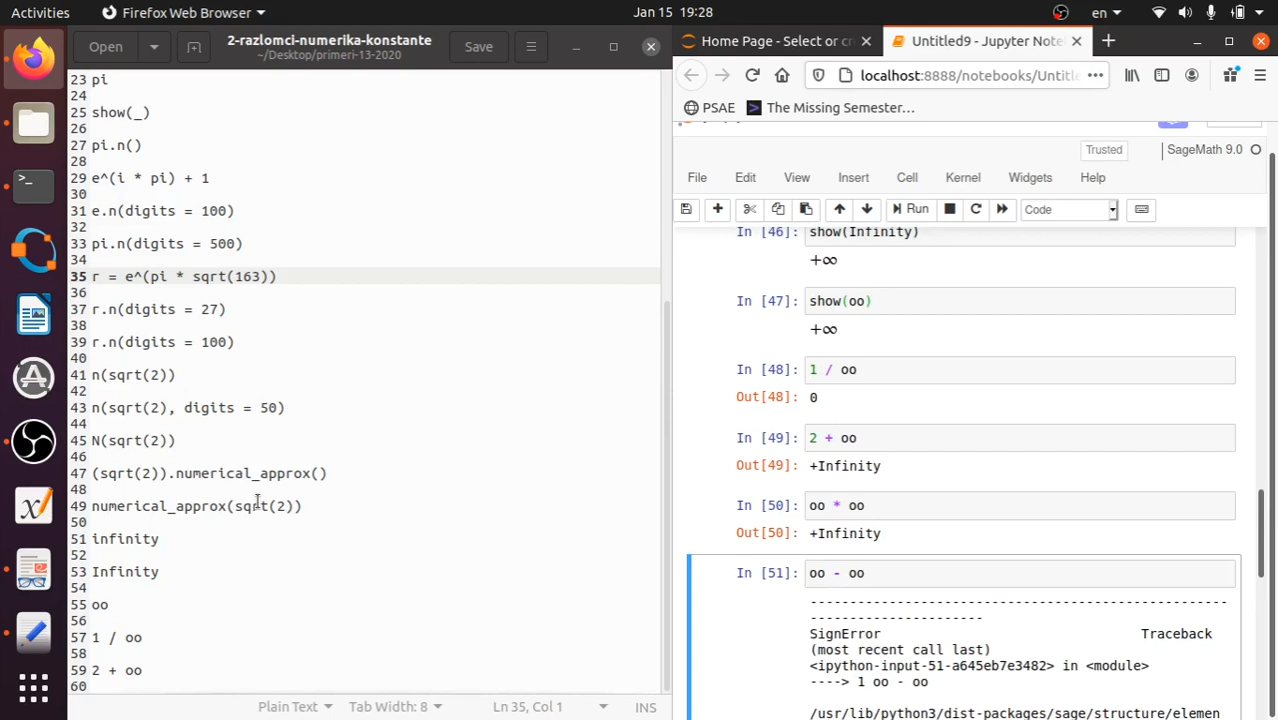 Activities
Firefox Web Browser
Jan 15 19:28
en
Open
2-razlomci-numerika-konstante
~/Desktop/primeri-13-2020
Save
23 pi
24
25 show(_)
26
27 pi.n()
28
29 e^(i * pi) + 1
30
31 e.n(digits = 100)
32
33 pi.n(digits = 500)
34
35 r = e^(pi * sqrt(163))
36
37 r.n(digits = 27)
38
39 r.n(digits = 100)
40
41 n(sqrt(2))
42
43 n(sqrt(2), digits = 50)
44
45 N(sqrt(2))
46
47 (sqrt(2)).numerical_approx()
48
49 numerical_approx(sqrt(2))
50
51 infinity
52
53 Infinity
54
55 oo
56
57 1 / oo
58
59 2 + oo
60
Plain Text
Tab Width: 8
Ln 35, Col 1
INS
Home Page - Select or cr
Untitled9 - Jupyter Note
localhost:8888/notebooks/Untitle
PSAE
The Missing Semester…
Trusted
SageMath 9.0
File Edit View Insert Cell Kernel Widgets Help
Run
Code
In [46]: show(Infinity)
+∞
In [47]: show(oo)
+∞
In [48]: 1 / oo
Out[48]: 0
In [49]: 2 + oo
Out[49]: +Infinity
In [50]: oo * oo
Out[50]: +Infinity
In [51]: oo - oo
---------------------------------------------------
----------------------
SignError Traceback
(most recent call last)
<ipython-input-51-a645eb7e3482> in <module>
----> 1 oo - oo
/usr/lib/python3/dist-packages/sage/structure/elemen